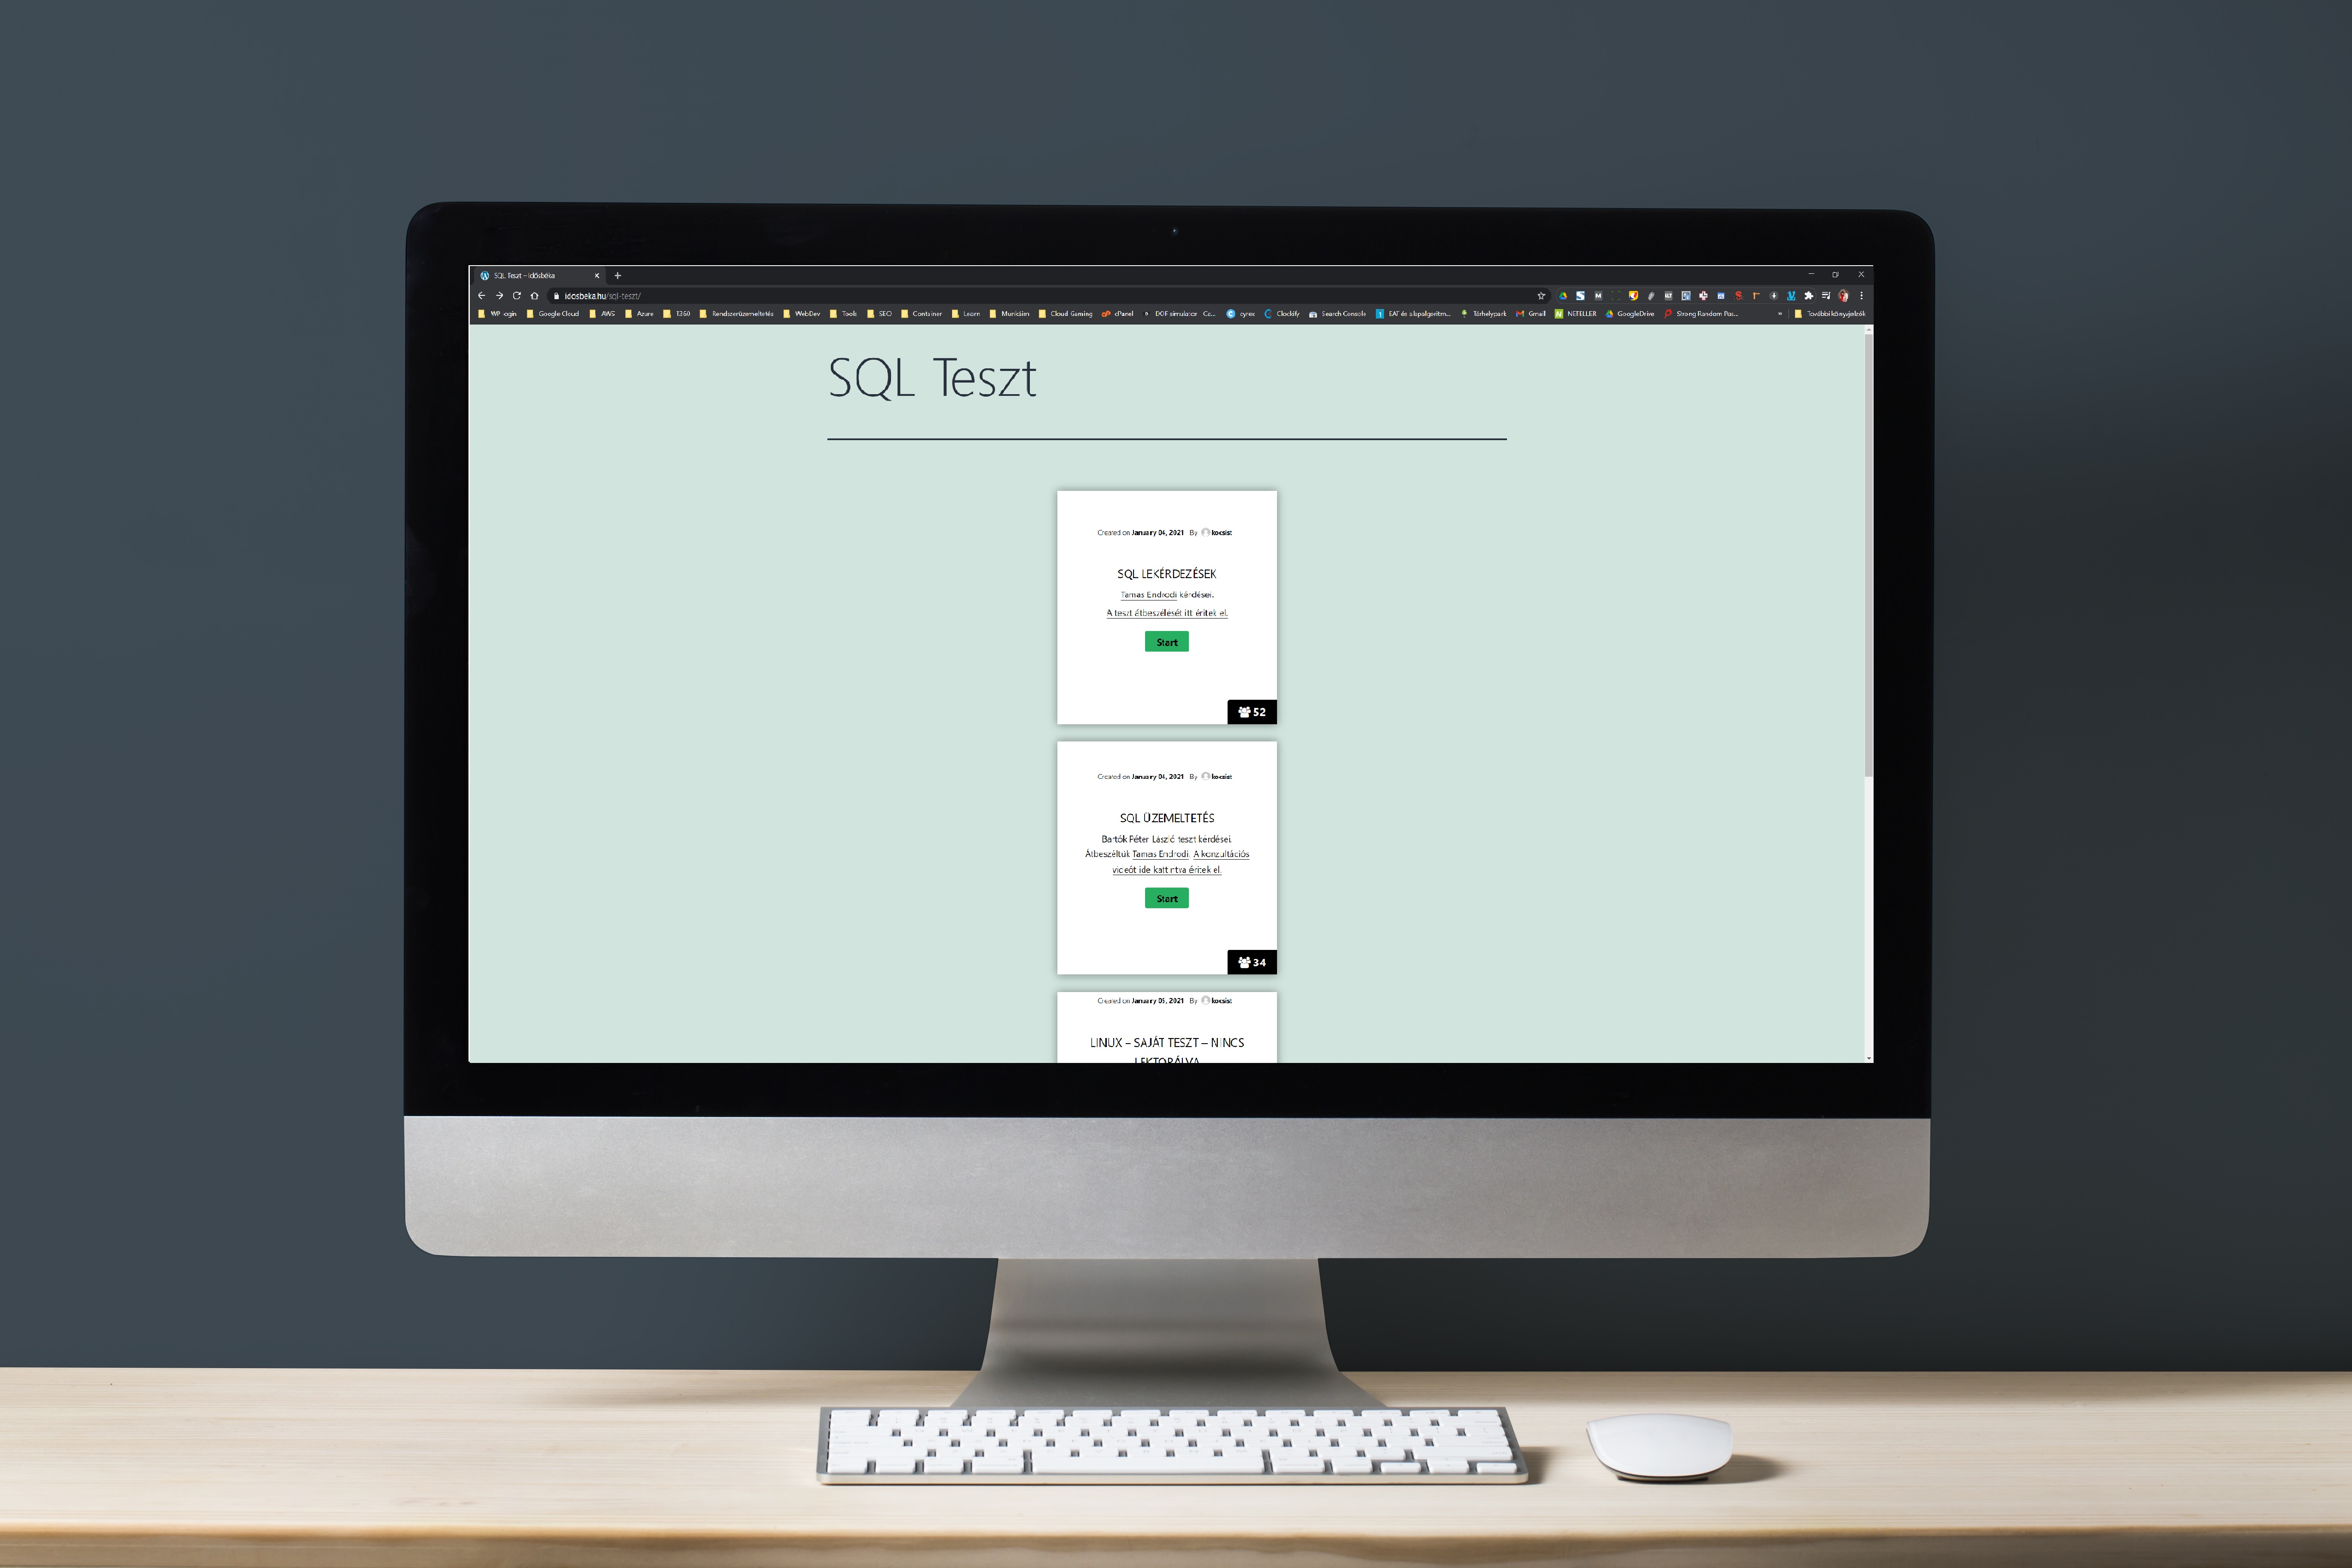 SQL Teszt – Idősbéka
idosbeka.hu/sql-teszt/
WP login Google Cloud AWS Azure 1360 Rendszerüzemeltetés WebDev Tools SEO Container Learn Cloud Gaming cPanel DOF simulator cyrex Clockify Search Console EAT és alapalgoritm... Tárhelypark Gmail NETELLER GoogleDrive Strong Random Pas... » További könyvjelzők
SQL Teszt
Created on January 04, 2021 By kocsist
SQL LEKÉRDEZÉSEK
Tamas Endrodi kérdései.
A teszt átbeszélését itt éritek el.
Start
52
Created on January 04, 2021 By kocsist
SQL ÜZEMELTETÉS
Bartók Péter László teszt kérdései.
Átbeszéltük Tamas Endrodi. A konzultációs
videót ide kattintva éritek el.
Start
34
Created on January 05, 2021 By kocsist
LINUX – SAJÁT TESZT – NINCS
LEKTORÁLVA